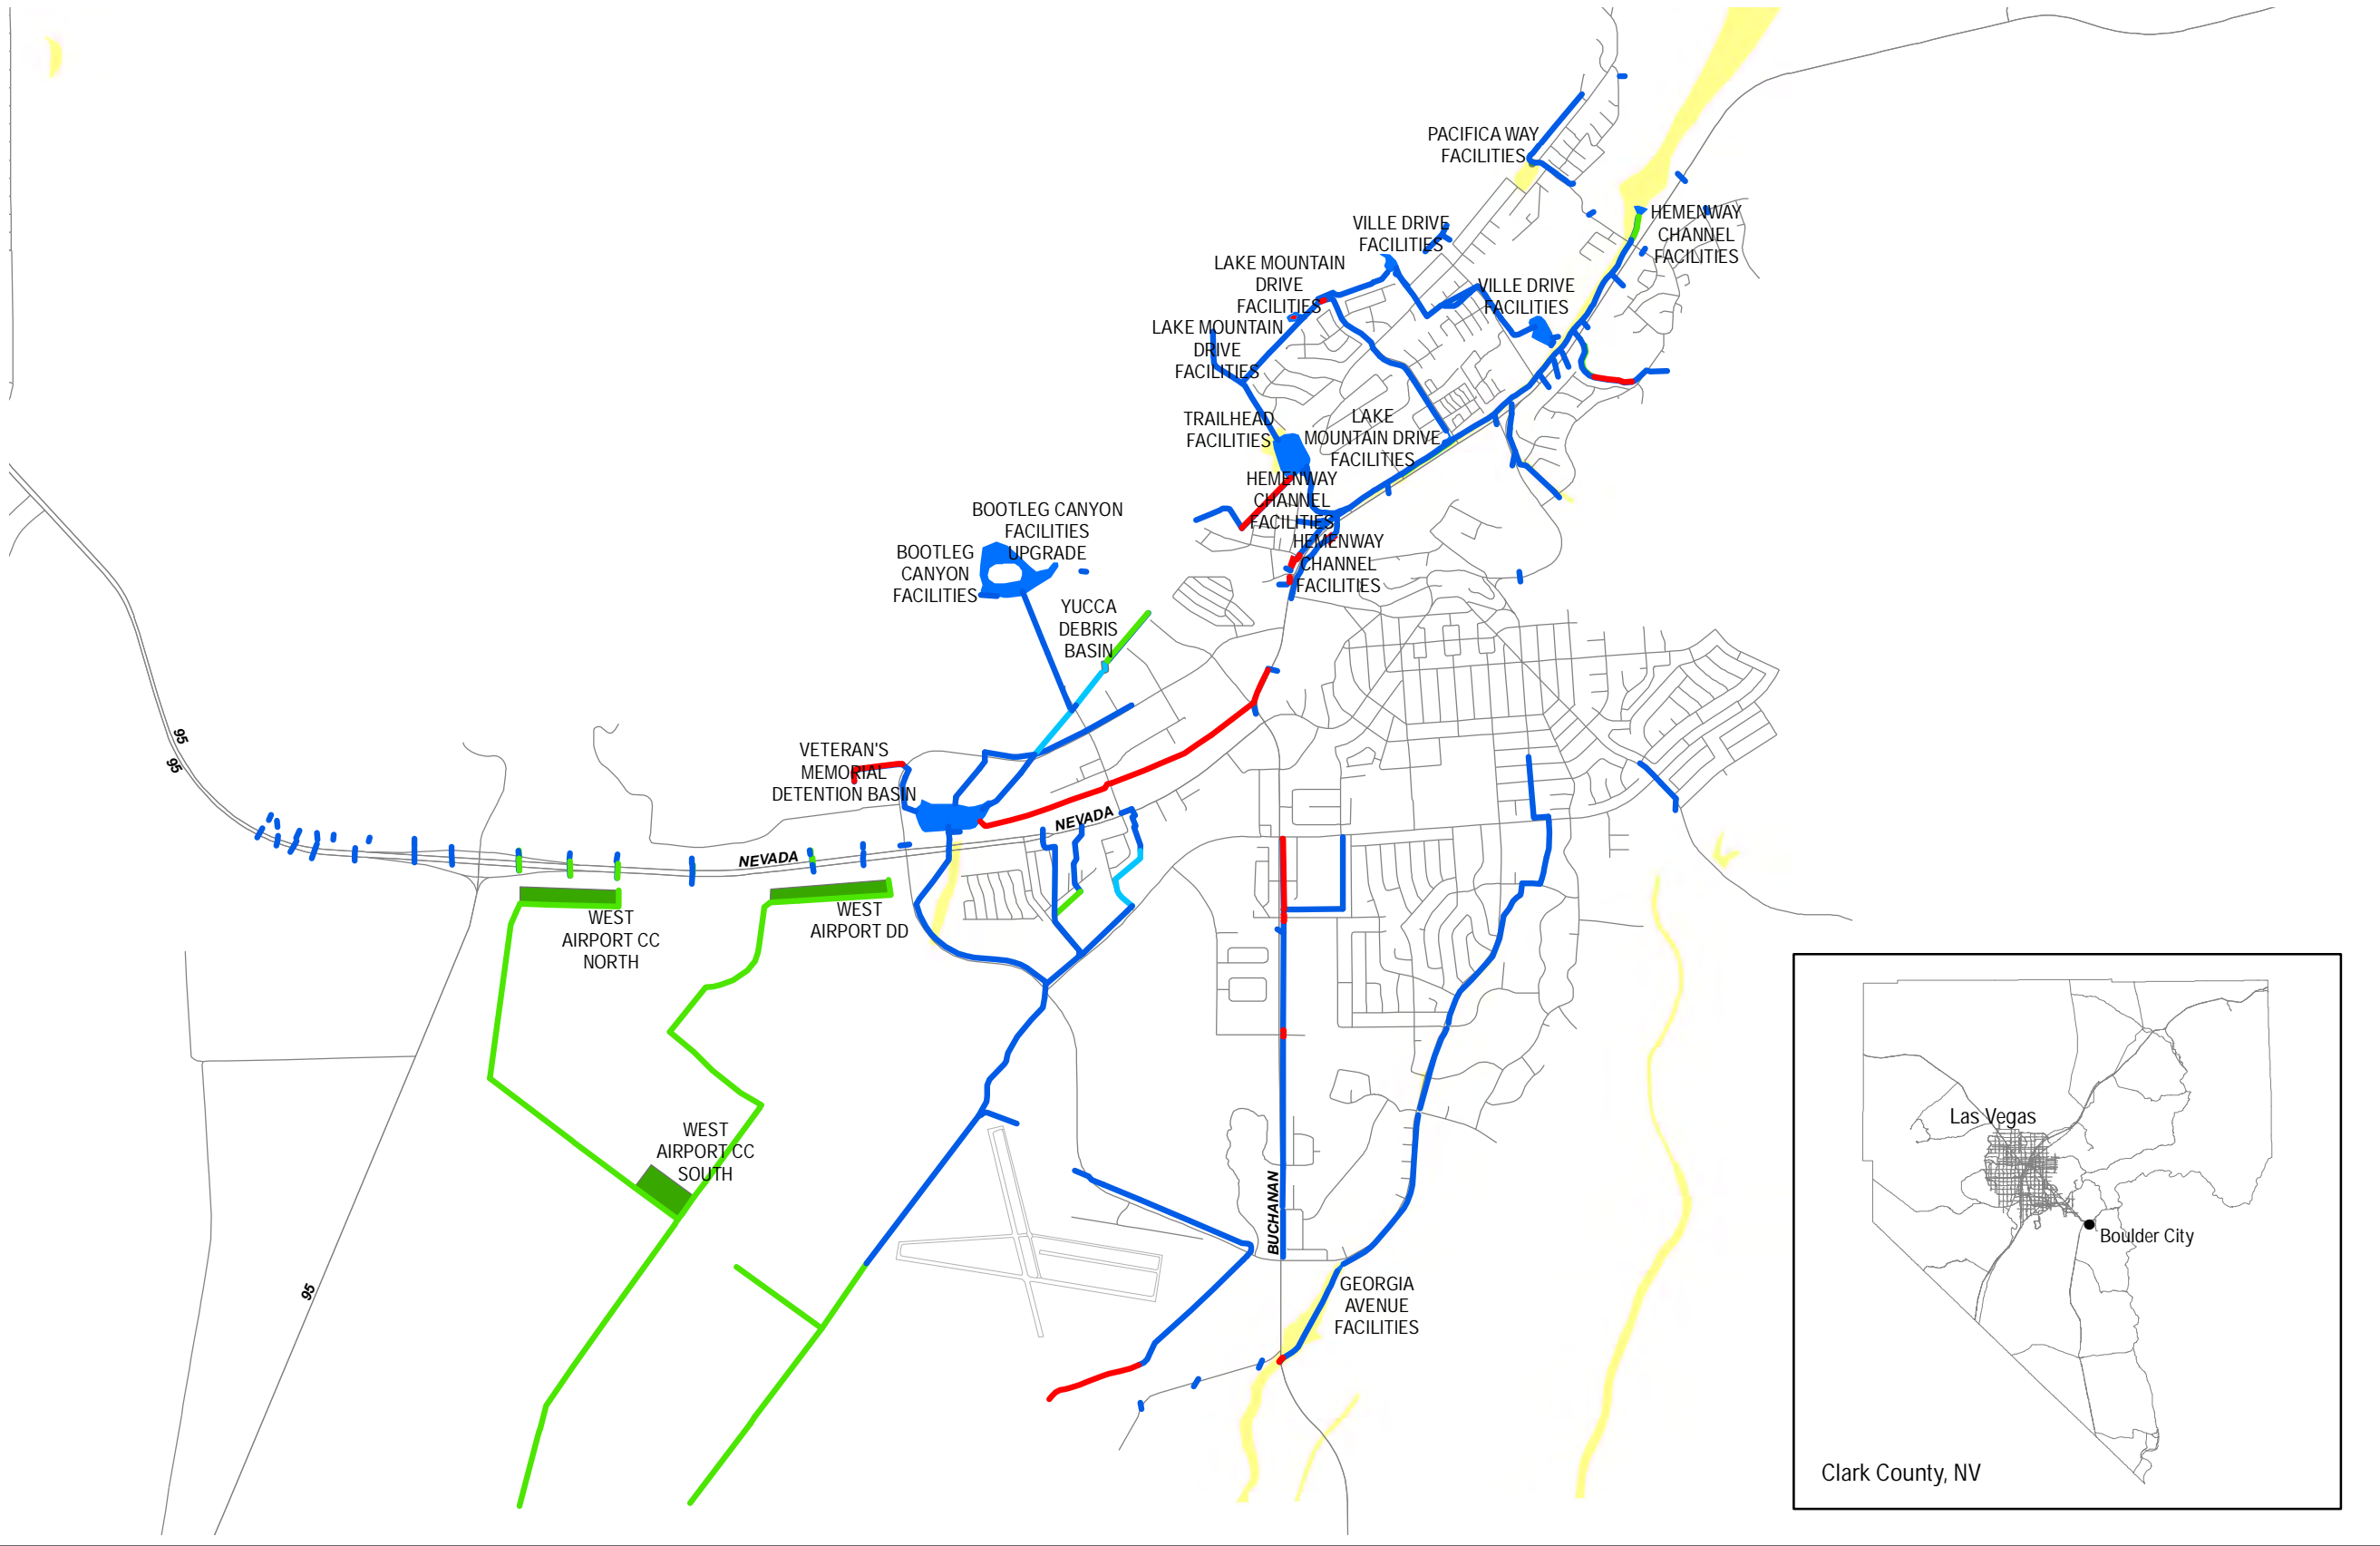 PACIFICA WAY
FACILITIES
HEMENWAY
CHANNEL
FACILITIES
VILLE DRIVE
FACILITIES
LAKE MOUNTAIN
DRIVE
FACILITIES
VILLE DRIVE
FACILITIES
LAKE MOUNTAIN
DRIVE
FACILITIES
TRAILHEAD
FACILITIES
LAKE
MOUNTAIN DRIVE
FACILITIES
HEMENWAY
CHANNEL
FACILITIES
BOOTLEG CANYON
FACILITIES
UPGRADE
BOOTLEG
CANYON
FACILITIES
HEMENWAY
CHANNEL
FACILITIES
YUCCA
DEBRIS
BASIN
95
95
VETERAN'S
MEMORIAL
DETENTION BASIN
NEVADA
NEVADA
WEST
AIRPORT CC
NORTH
WEST
AIRPORT DD
WEST
AIRPORT CC
SOUTH
95
BUCHANAN
GEORGIA
AVENUE
FACILITIES
Las Vegas
Boulder City
Clark County, NV